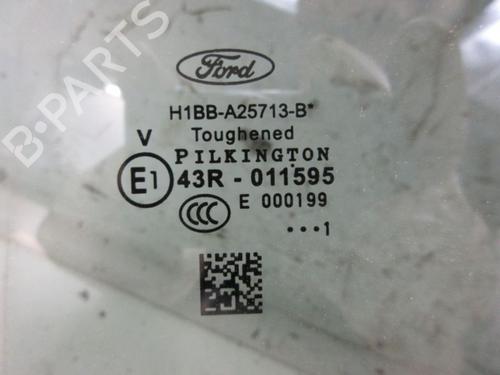 B-PARTS
Ford
H1BB-A25713-B*
V Toughened
PILKINGTON
E1 43R - 011595
CCC E 000199
•••1